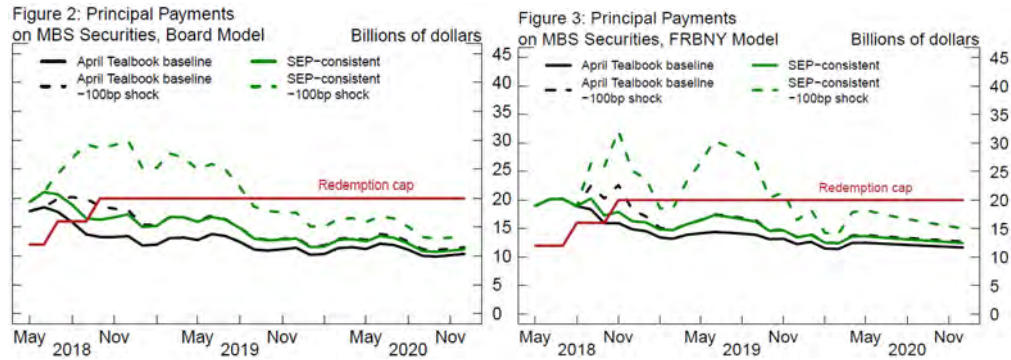 Figure 2: Principal Payments
on MBS Securities, Board Model
Billions of dollars
April Tealbook baseline
April Tealbook baseline
-100bp shock
SEP-consistent
SEP-consistent
-100bp shock
Redemption cap
45
40
35
30
25
20
15
10
5
0
May Nov May Nov May Nov
2018 2019 2020
Figure 3: Principal Payments
on MBS Securities, FRBNY Model
Billions of dollars
April Tealbook baseline
April Tealbook baseline
-100bp shock
SEP-consistent
SEP-consistent
-100bp shock
Redemption cap
45
40
35
30
25
20
15
10
5
0
May Nov May Nov May Nov
2018 2019 2020